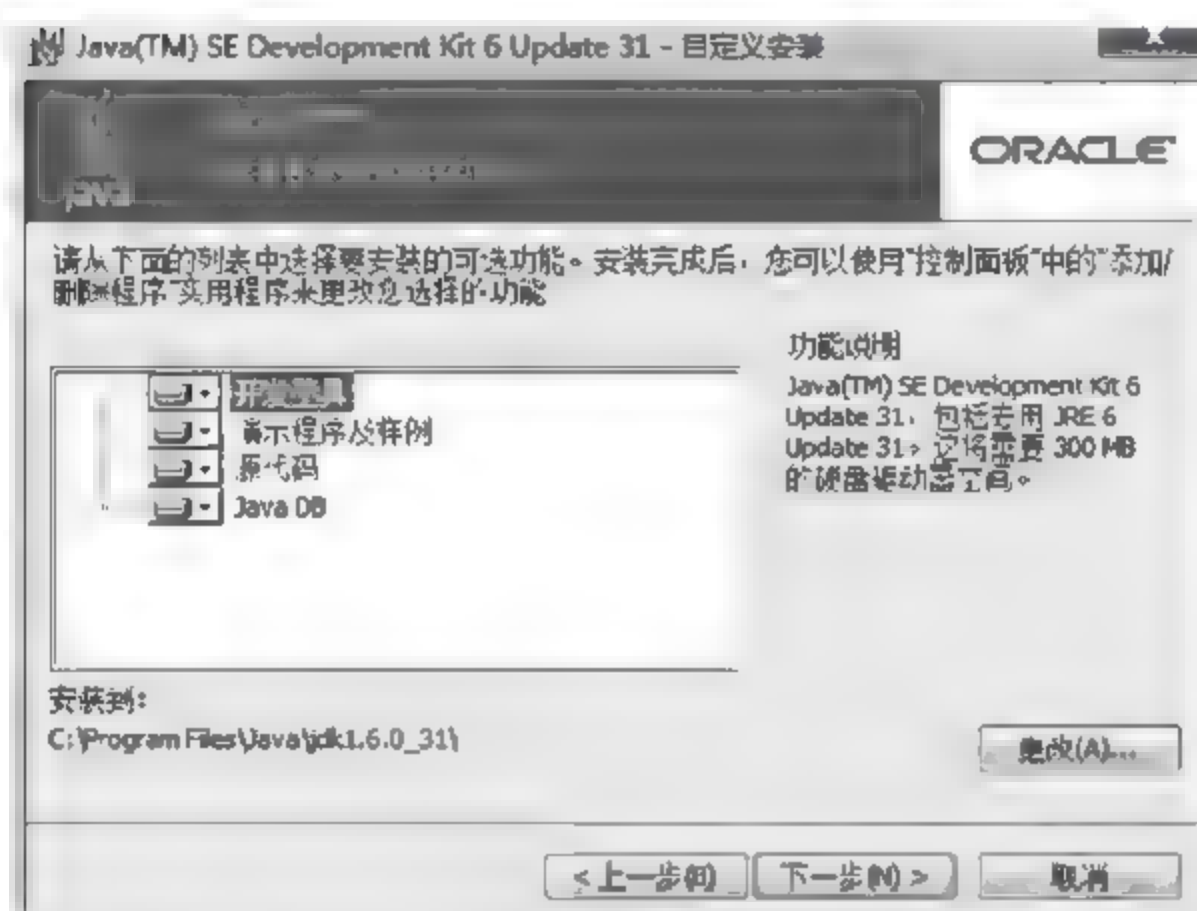 Java(TM) SE Development Kit 6 Update 31 - 自定义安装
ORACLE
请从下面的列表中选择要安装的可选功能。安装完成后，您可以使用"控制面板"中的"添加/
删除程序"实用程序来更改您选择的功能
功能说明
开发工具
演示程序及样例
源代码
Java DB
Java(TM) SE Development Kit 6
Update 31，包括专用 JRE 6
Update 31。这将需要 300 MB
的硬盘驱动器空间。
安装到:
C:\Program Files\Java\jdk1.6.0_31\
更改(A)...
<上一步(B)
下一步(N) >
取消